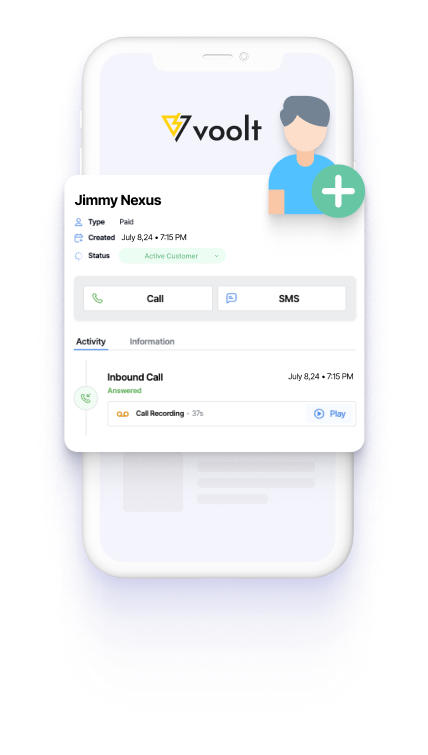 voolt
Jimmy Nexus
Type Paid
Created July 8,24 • 7:15 PM
Status Active Customer
Call SMS
Activity Information
Inbound Call July 8,24 • 7:15 PM
Answered
Call Recording • 37s Play